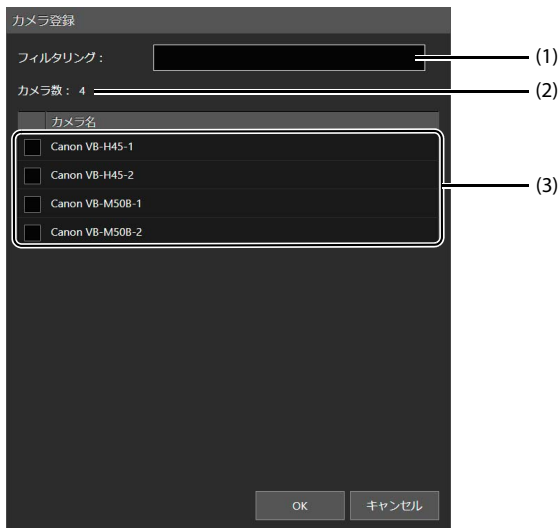 カメラ登録
フィルタリング： (1)
カメラ数： 4 (2)
カメラ名
Canon VB-H45-1
Canon VB-H45-2 (3)
Canon VB-M50B-1
Canon VB-M50B-2
OK キャンセル